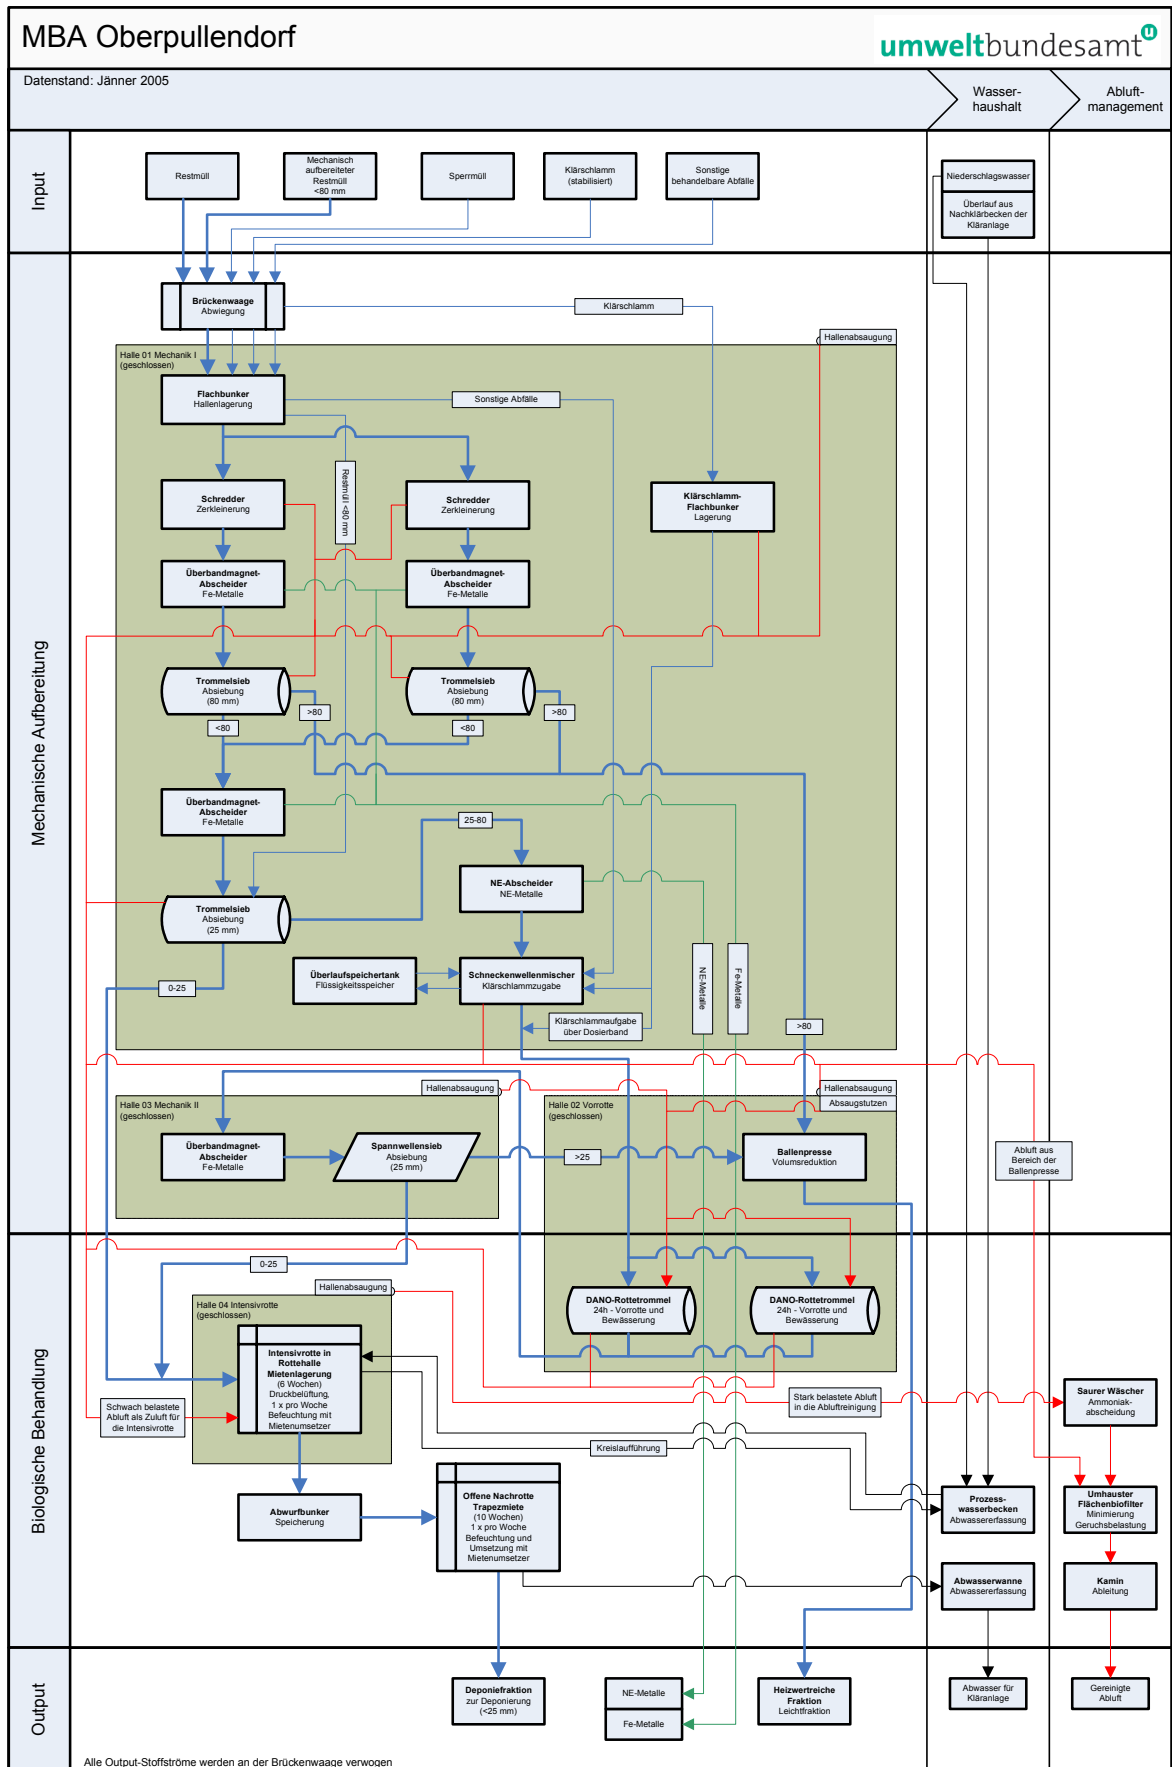 MBA Oberpullendorf
umweltbundesamt
u
Datenstand: Jänner 2005
Wasser-
haushalt
Abluft-
management
Input
Restmüll
Mechanisch
aufbereiteter
Restmüll
<80 mm
Sperrmüll
Klärschlamm
(stabilisiert)
Sonstige
behandelbare Abfälle
Niederschlagswasser
Überlauf aus
Nachklärbecken der
Kläranlage
Mechanische Aufbereitung
Brückenwaage
Abwiegung
Klärschlamm
Hallenabsaugung
Halle 01 Mechanik I
(geschlossen)
Flachbunker
Hallenlagerung
Sonstige Abfälle
Restmüll <80 mm
Schredder
Zerkleinerung
Schredder
Zerkleinerung
Klärschlamm-
Flachbunker
Lagerung
Überbandmagnet-
Abscheider
Fe-Metalle
Überbandmagnet-
Abscheider
Fe-Metalle
Trommelsieb
Absiebung
(80 mm)
Trommelsieb
Absiebung
(80 mm)
>80
>80
<80
<80
Überbandmagnet-
Abscheider
Fe-Metalle
25-80
NE-Abscheider
NE-Metalle
Trommelsieb
Absiebung
(25 mm)
Überlaufspeichertank
Flüssigkeitsspeicher
Schneckenwellenmischer
Klärschlammzugabe
NE-Metalle
Fe-Metalle
0-25
Klärschlammaufgabe
über Dosierband
>80
Hallenabsaugung
Hallenabsaugung
Absaugstutzen
Halle 03 Mechanik II
(geschlossen)
Halle 02 Vorrotte
(geschlossen)
Überbandmagnet-
Abscheider
Fe-Metalle
Spannwellensieb
Absiebung
(25 mm)
>25
Ballenpresse
Volumsreduktion
Abluft aus
Bereich der
Ballenpresse
Biologische Behandlung
0-25
Hallenabsaugung
Halle 04 Intensivrotte
(geschlossen)
DANO-Rottetrommel
24h - Vorrotte und
Bewässerung
DANO-Rottetrommel
24h - Vorrotte und
Bewässerung
Intensivrotte in
Rottehalle
Mietenlagerung
(6 Wochen)
Druckbelüftung,
1 x pro Woche
Befeuchtung mit
Mietenumsetzer
Schwach belastete
Abluft als Zuluft für
die Intensivrotte
Stark belastete Abluft
in die Abluftreinigung
Saurer Wäscher
Ammoniak-
abscheidung
Kreislaufführung
Abwurfbunker
Speicherung
Offene Nachrotte
Trapezmiete
(10 Wochen)
1 x pro Woche
Befeuchtung und
Umsetzung mit
Mietenumsetzer
Prozess-
wasserbecken
Abwassererfassung
Umhauster
Flächenbiofilter
Minimierung
Geruchsbelastung
Abwasserwanne
Abwassererfassung
Kamin
Ableitung
Output
Deponiefraktion
zur Deponierung
(<25 mm)
NE-Metalle
Fe-Metalle
Heizwertreiche
Fraktion
Leichtfraktion
Abwasser für
Kläranlage
Gereinigte
Abluft
Alle Output-Stoffströme werden an der Brückenwaage verwogen